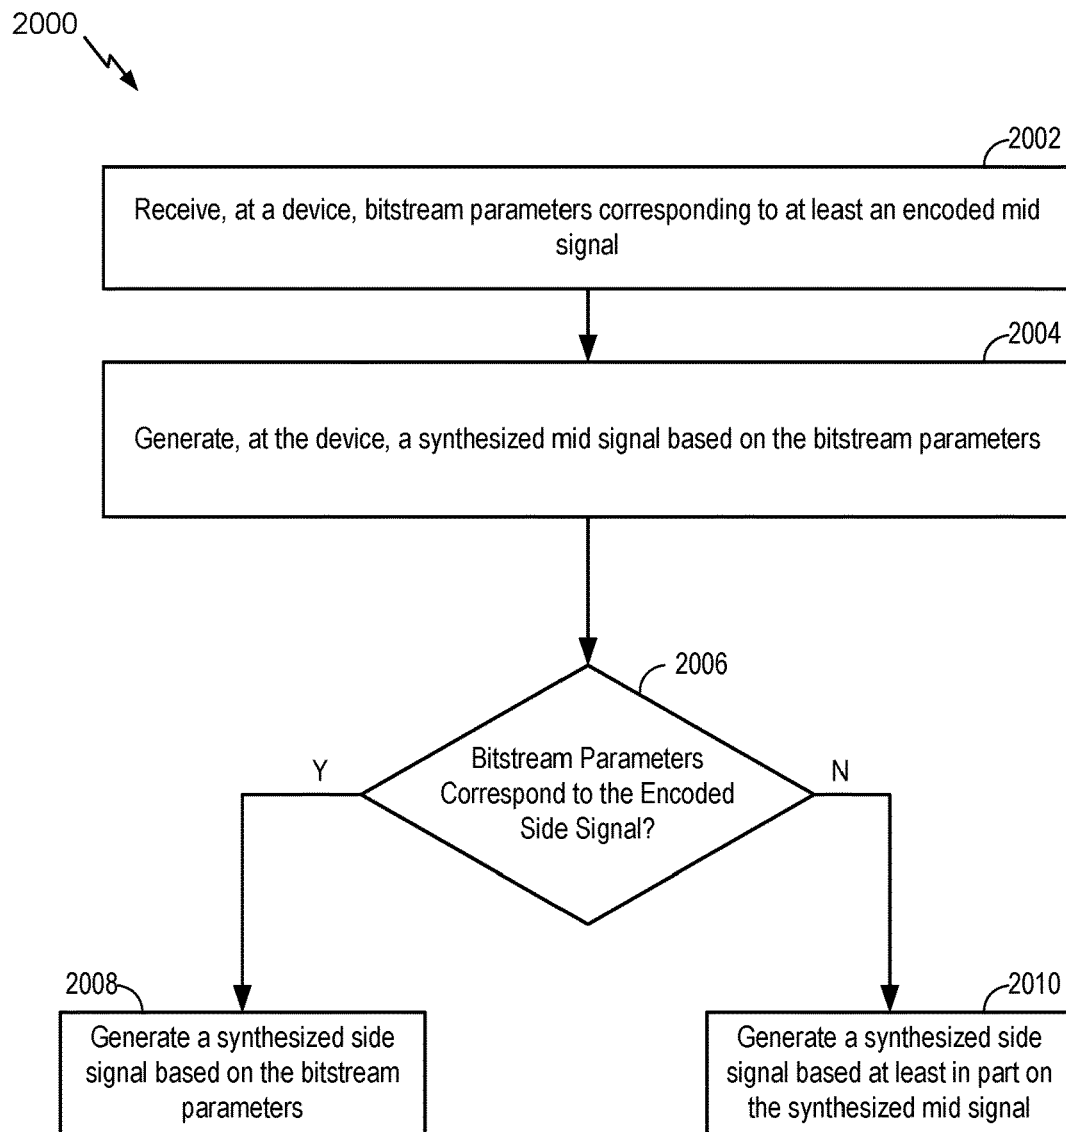 2000
2002
Receive, at a device, bitstream parameters corresponding to at least an encoded mid
signal
2004
Generate, at the device, a synthesized mid signal based on the bitstream parameters
2006
Bitstream Parameters
Correspond to the Encoded
Side Signal?
Y
N
2008
Generate a synthesized side
signal based on the bitstream
parameters
2010
Generate a synthesized side
signal based at least in part on
the synthesized mid signal